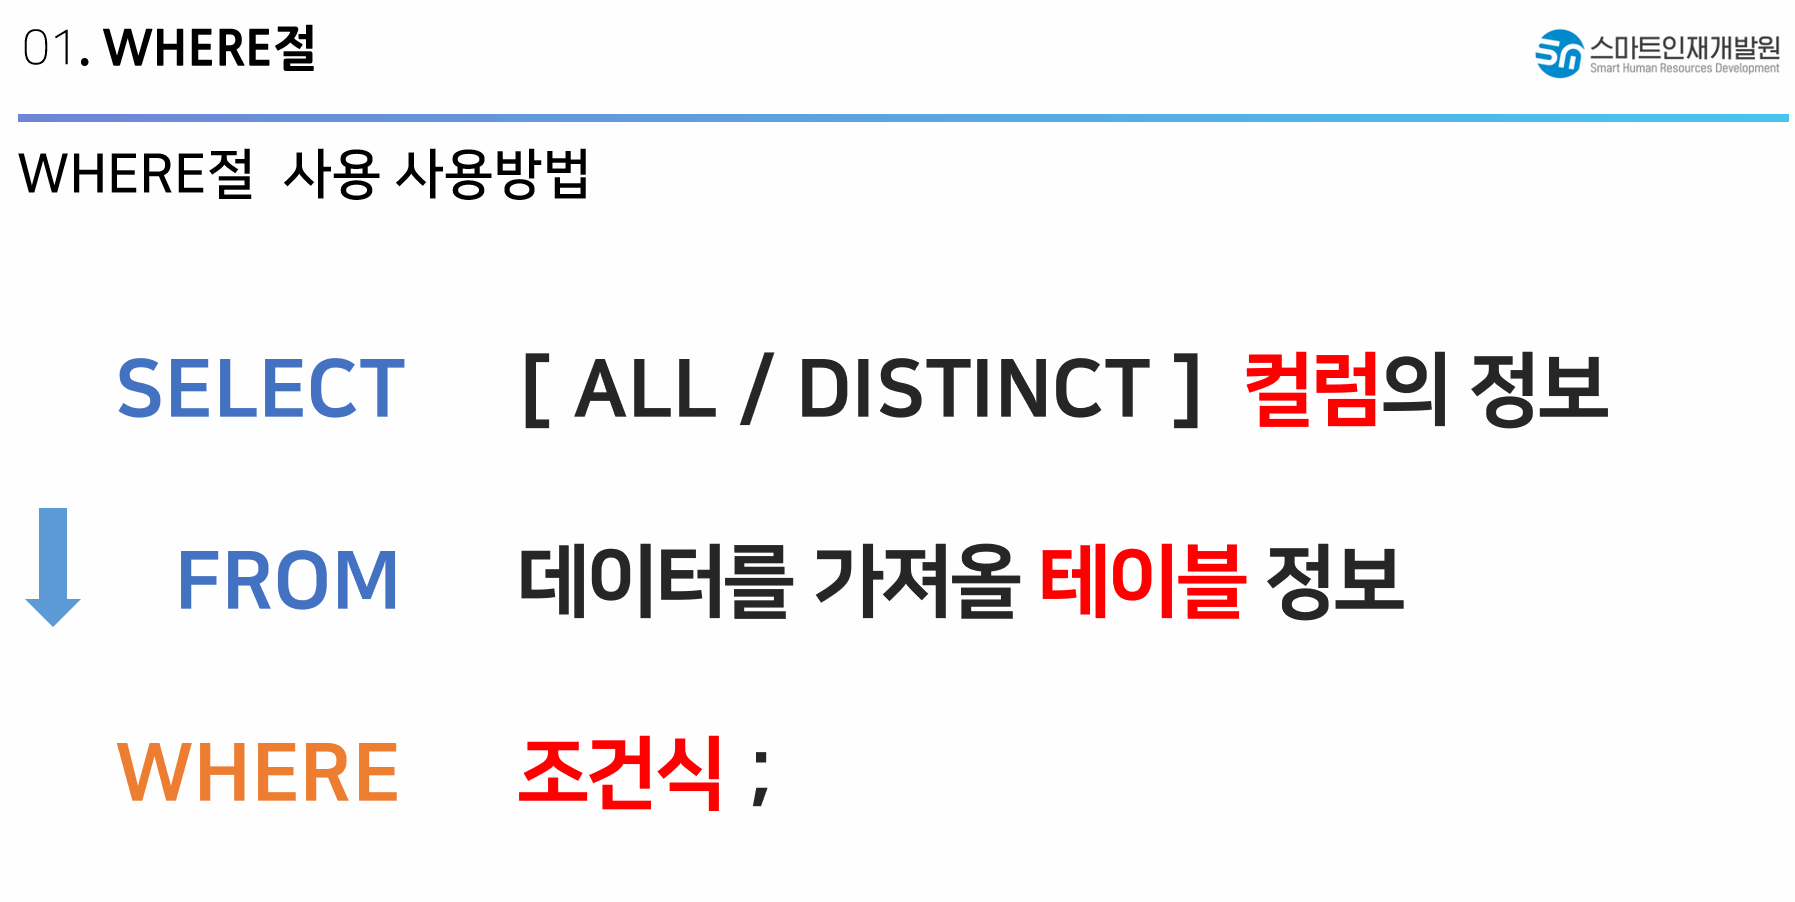 01. WHERE절
스마트인재개발원
Smart Human Resources Development
WHERE절 사용 사용방법
SELECT [ ALL / DISTINCT ] 컬럼의 정보
FROM 데이터를 가져올 테이블 정보
WHERE 조건식 ;